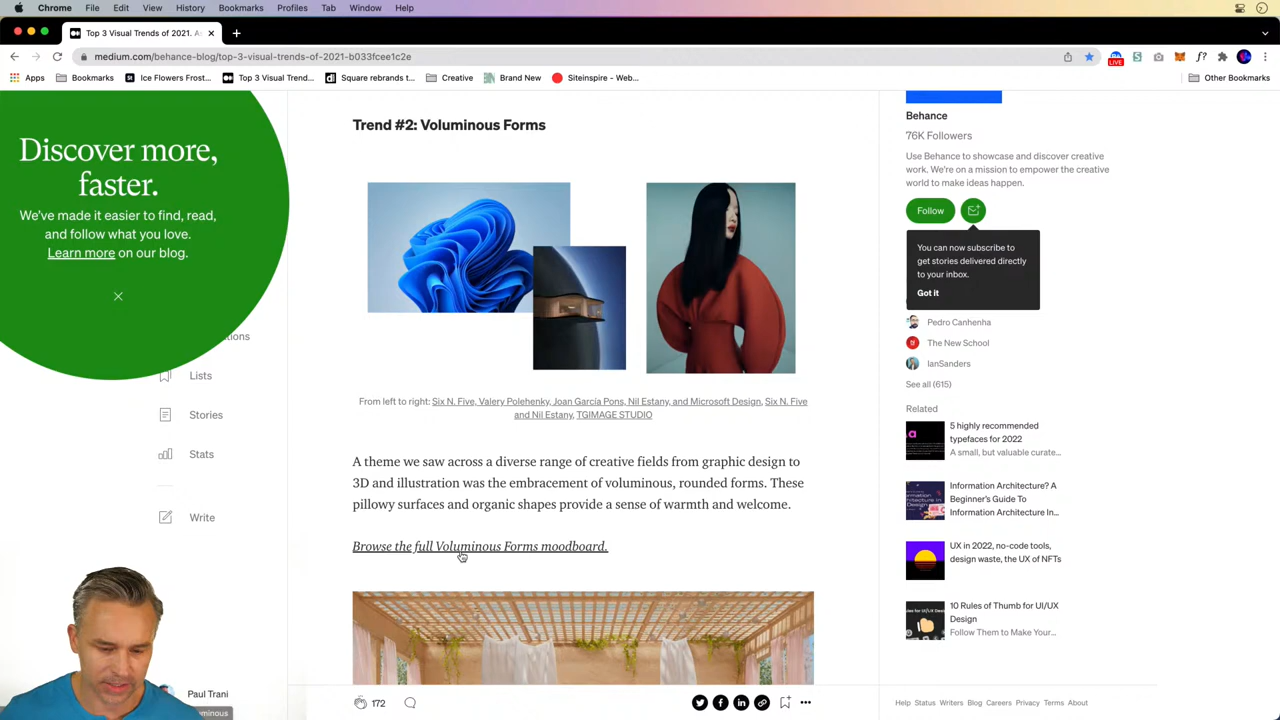 Chrome File Edit View History Bookmarks Profiles Tab Window Help
Top 3 Visual Trends of 2021. A
medium.com/behance-blog/top-3-visual-trends-of-2021-b033fcee1c2d
LIVE
f?
Apps Bookmarks St Ice Flowers Frost... Top 3 Visual Trend... Square rebrands t... Creative Brand New Siteinspire - Web... Other Bookmarks
Discover more,
faster.
We've made it easier to find, read,
and follow what you love.
Learn more on our blog.
Lists
Stories
Stats
Write
Paul Trani
Trend #2: Voluminous Forms
From left to right: Six N. Five, Valery Polehenky, Joan Garcia Pons, Nil Estany, and Microsoft Design, Six N. Five
and Nil Estany, TGIMAGE STUDIO
A theme we saw across a diverse range of creative fields from graphic design to
3D and illustration was the embracement of voluminous, rounded forms. These
pillowy surfaces and organic shapes provide a sense of warmth and welcome.
Browse the full Voluminous Forms moodboard.
172
Behance
76K Followers
Use Behance to showcase and discover creative
work. We're on a mission to empower the creative
world to make ideas happen.
Follow
You can now subscribe to
get stories delivered directly
to your inbox.
Got it
Pedro Canhenha
The New School
IanSanders
See all (615)
Related
5 highly recommended
typefaces for 2022
A small, but valuable curate...
Information Architecture? A
Beginner's Guide To
Information Architecture In...
UX in 2022, no-code tools,
design waste, the UX of NFTs
10 Rules of Thumb for UI/UX
Design
Follow Them to Make Your...
Help Status Writers Blog Careers Privacy Terms About